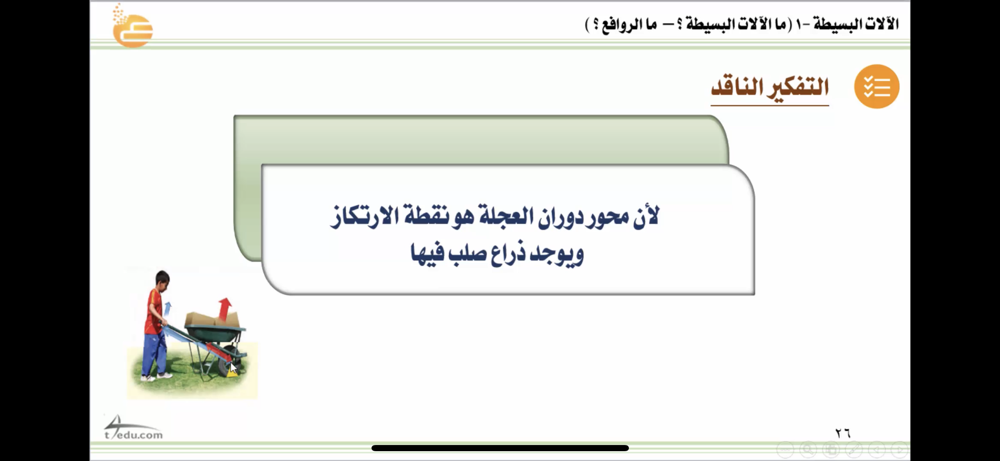 الآلات البسيطة -١ (ما الآلات البسيطة ؟ – ما الروافع ؟ )
التفكير الناقد
لأن محور دوران العجلة هو نقطة الارتكاز
ويوجد ذراع صلب فيها
t4edu.com
٢٦